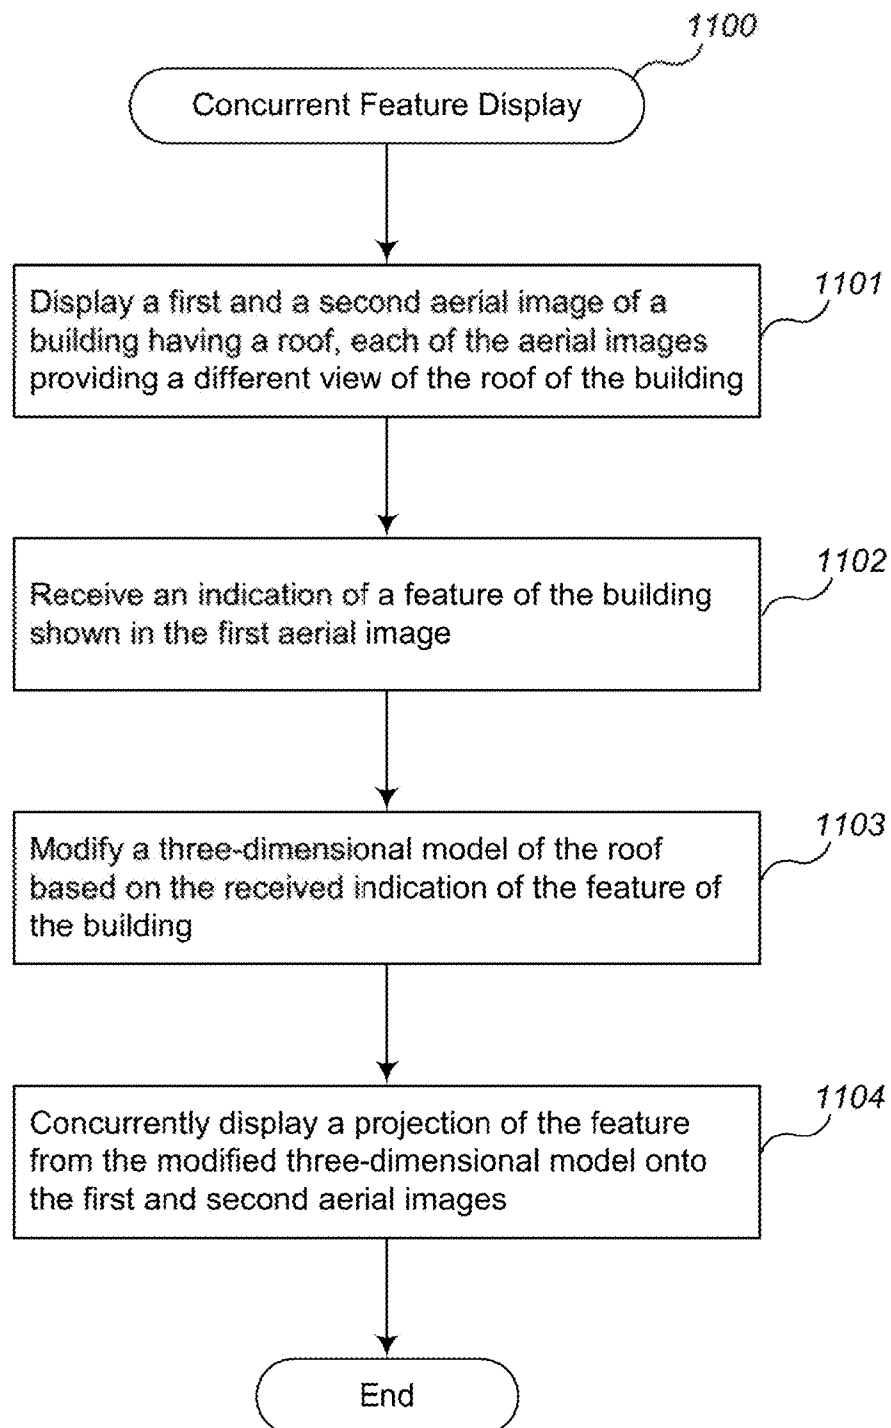 1100
Concurrent Feature Display
1101
Display a first and a second aerial image of a
building having a roof, each of the aerial images
providing a different view of the roof of the building
1102
Receive an indication of a feature of the building
shown in the first aerial image
1103
Modify a three-dimensional model of the roof
based on the received indication of the feature of
the building
1104
Concurrently display a projection of the feature
from the modified three-dimensional model onto
the first and second aerial images
End